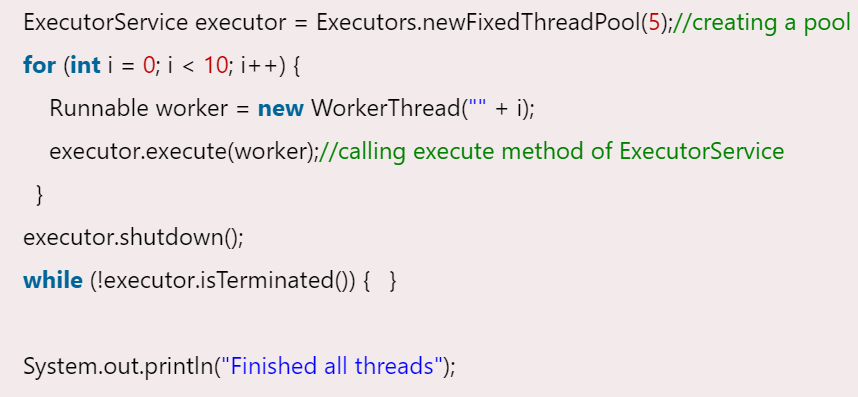 ExecutorService executor = Executors.newFixedThreadPool(5);//creating a pool
for (int i = 0; i < 10; i++) {
Runnable worker = new WorkerThread("" + i);
executor.execute(worker);//calling execute method of ExecutorService
}
executor.shutdown();
while (!executor.isTerminated()) {   }
System.out.println("Finished all threads");